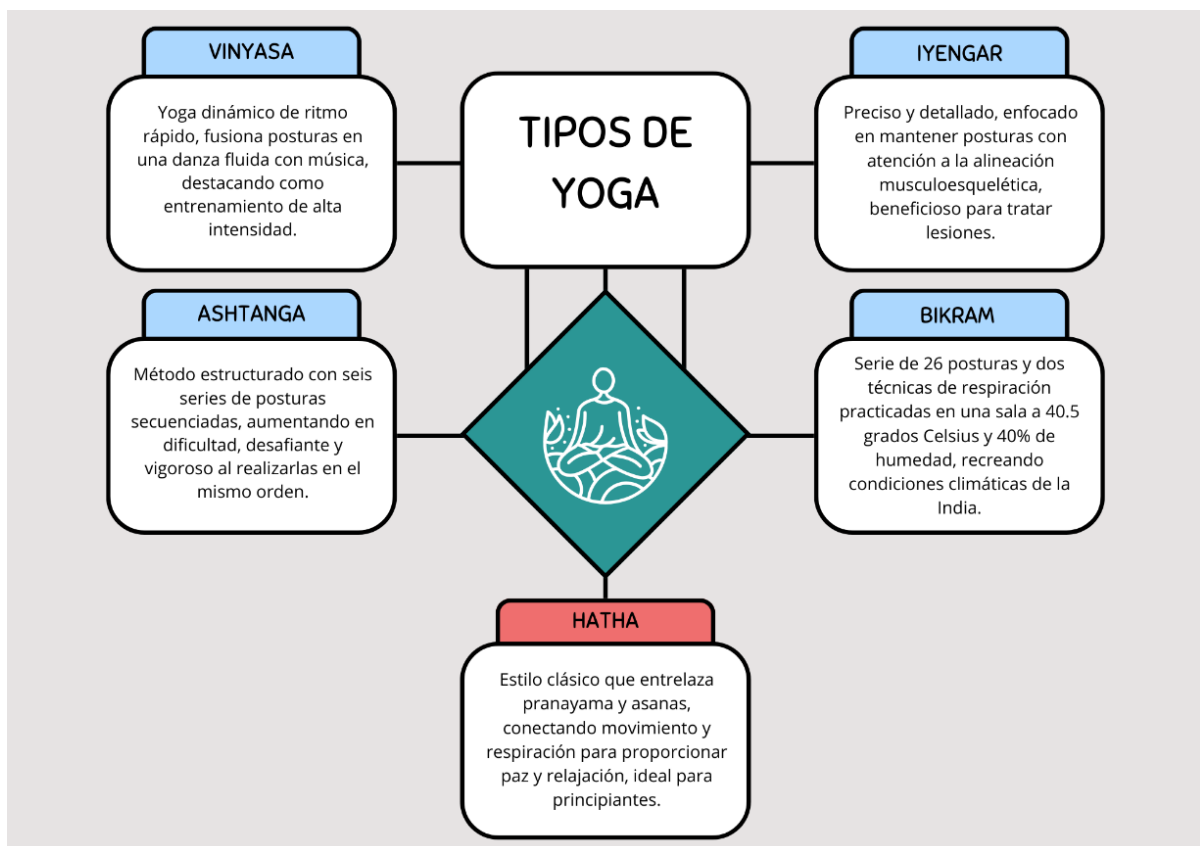 TIPOS DE
YOGA
VINYASA
Yoga dinámico de ritmo
rápido, fusiona posturas en
una danza fluida con música,
destacando como
entrenamiento de alta
intensidad.
IYENGAR
Preciso y detallado, enfocado
en mantener posturas con
atención a la alineación
musculoesquelética,
beneficioso para tratar
lesiones.
ASHTANGA
Método estructurado con seis
series de posturas
secuenciadas, aumentando en
dificultad, desafiante y
vigoroso al realizarlas en el
mismo orden.
BIKRAM
Serie de 26 posturas y dos
técnicas de respiración
practicadas en una sala a 40.5
grados Celsius y 40% de
humedad, recreando
condiciones climáticas de la
India.
HATHA
Estilo clásico que entrelaza
pranayama y asanas,
conectando movimiento y
respiración para proporcionar
paz y relajación, ideal para
principiantes.